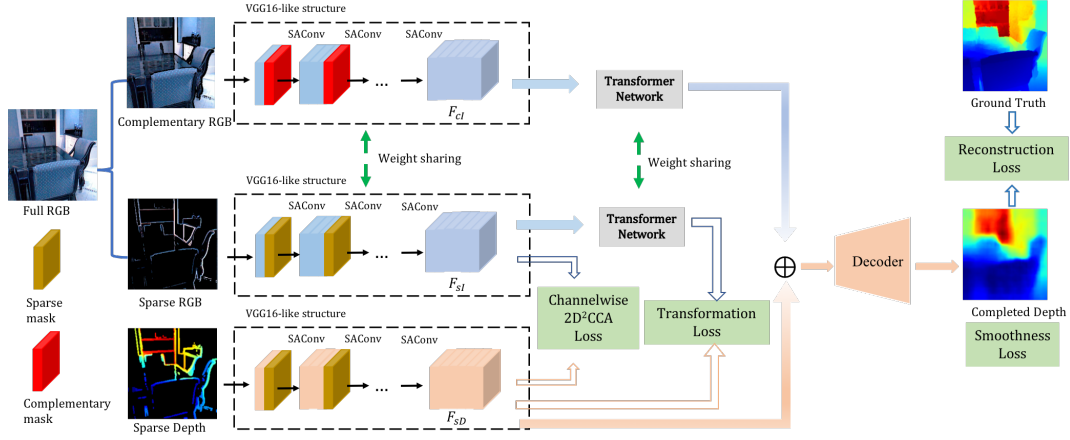 VGG16-like structure
SAConv SAConv SAConv
...
F_cI
Complementary RGB
Full RGB
Transformer
Network
Ground Truth
Weight sharing
Weight sharing
Reconstruction
Loss
VGG16-like structure
SAConv SAConv SAConv
...
F_sI
Sparse RGB
Transformer
Network
Sparse
mask
Decoder
Completed Depth
Channelwise
2D²CCA
Loss
Transformation
Loss
Smoothness
Loss
VGG16-like structure
SAConv SAConv SAConv
...
F_sD
Sparse Depth
Complementary
mask